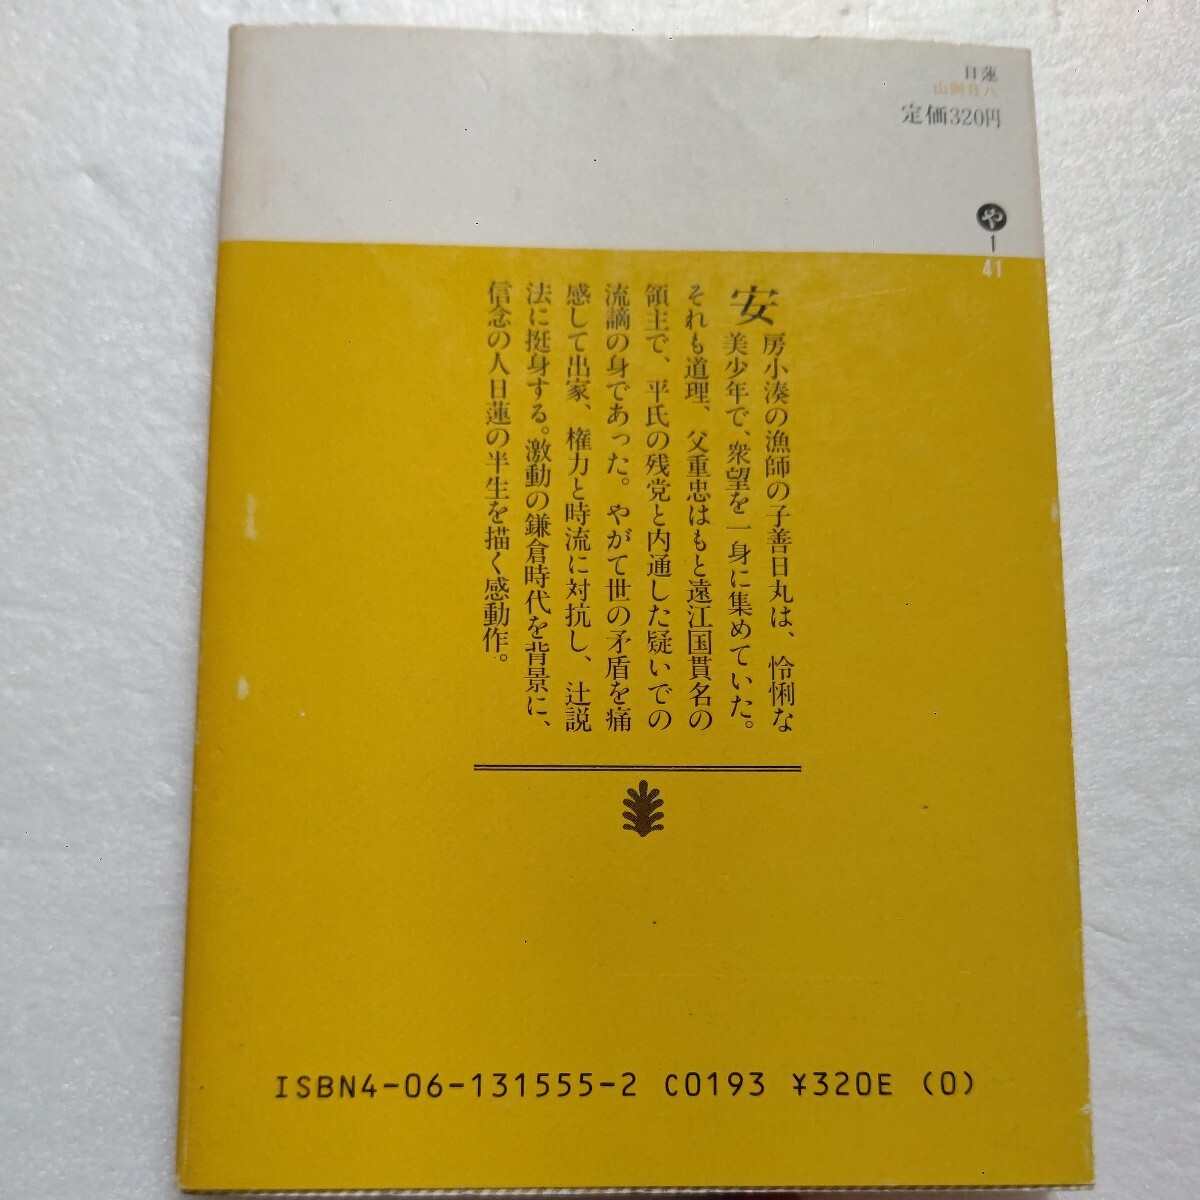 日蓮
山岡荘八
定価320円
や
1
41
安房小湊の漁師の子善日丸は、怜悧な
美少年で、衆望を一身に集めていた。
それも道理、父重忠はもと遠江国貫名の
領主で、平氏の残党と内通した疑いでの
流謫の身であった。やがて世の矛盾を痛
感して出家、権力と時流に対抗し、辻説
法に挺身する。激動の鎌倉時代を背景に、
信念の人日蓮の半生を描く感動作。
ISBN4-06-131555-2 C0193 ¥320E (0)